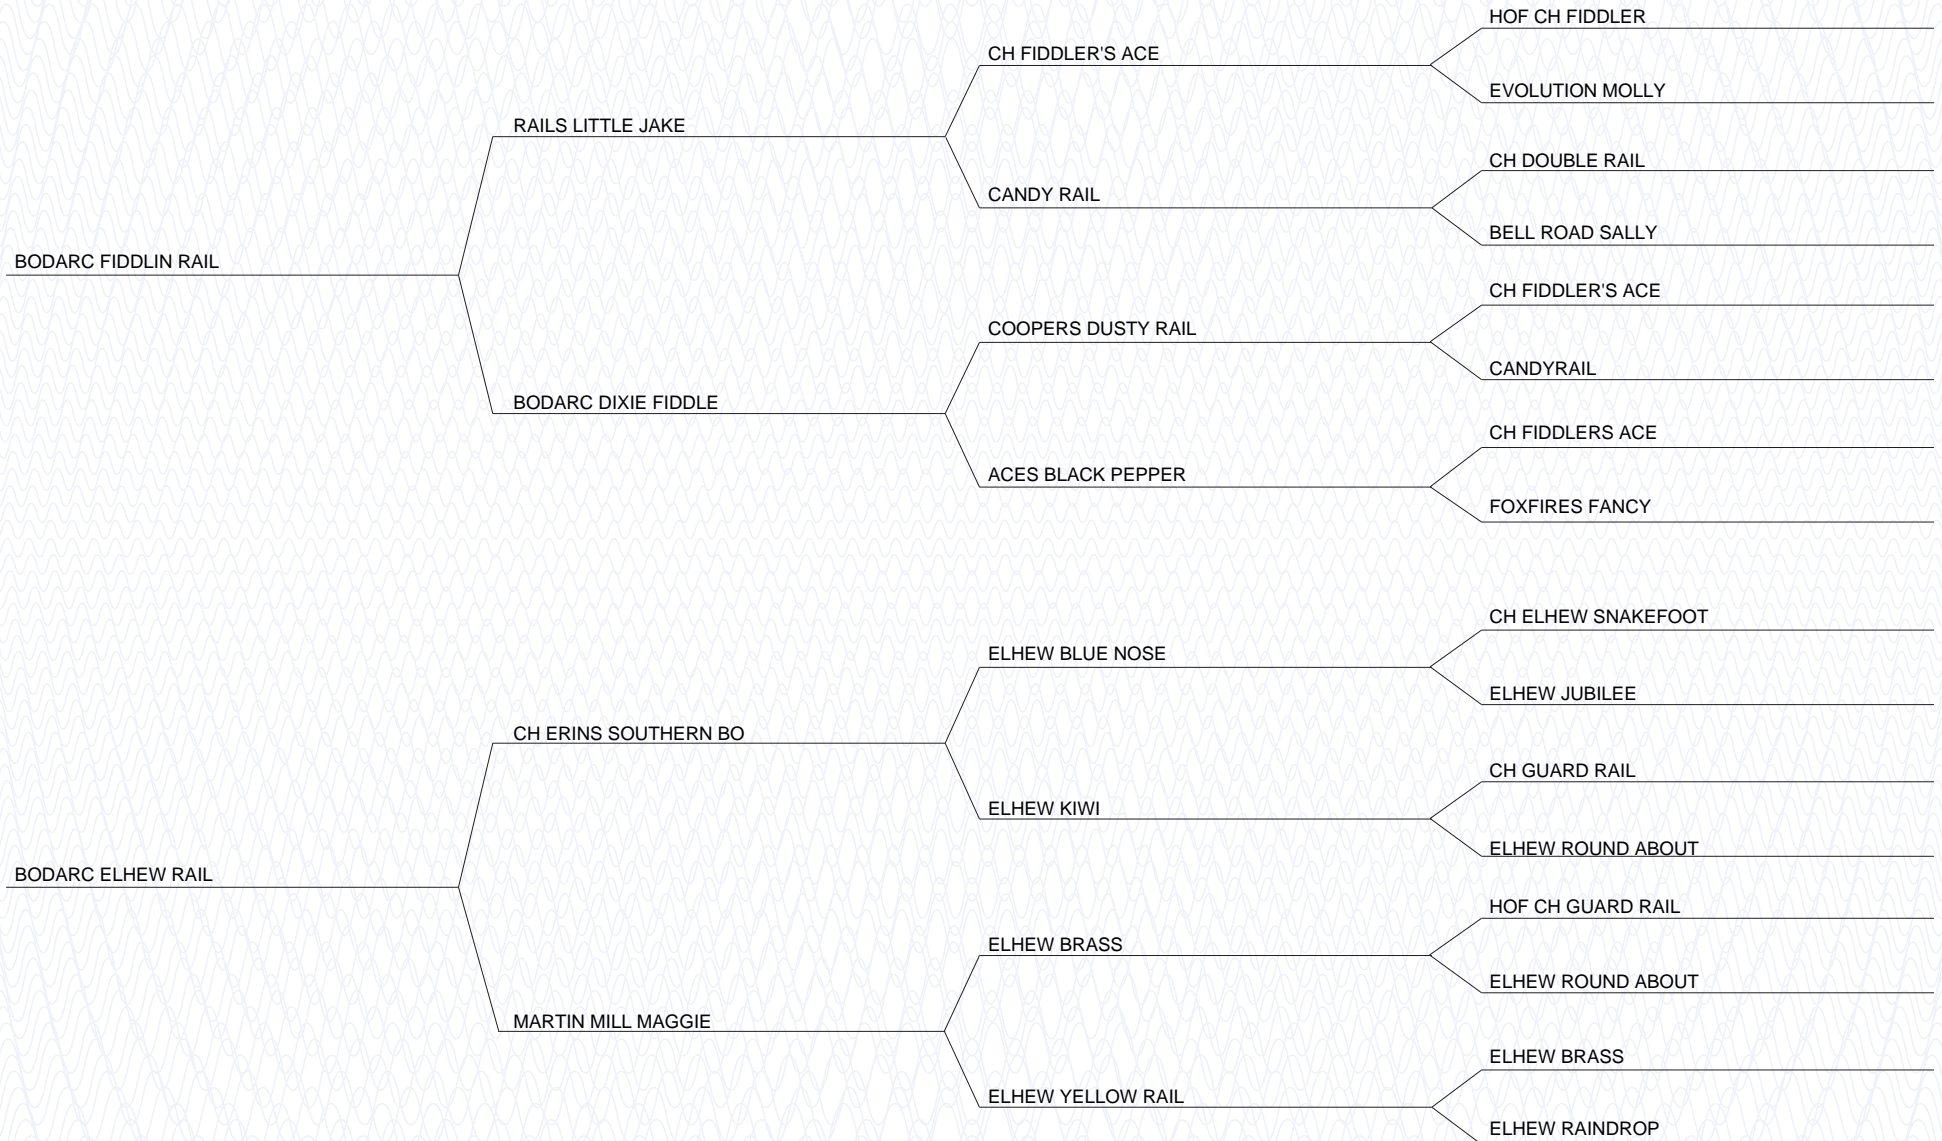 HOF CH FIDDLER
CH FIDDLER'S ACE
EVOLUTION MOLLY
RAILS LITTLE JAKE
CH DOUBLE RAIL
CANDY RAIL
BELL ROAD SALLY
BODARC FIDDLIN RAIL
CH FIDDLER'S ACE
COOPERS DUSTY RAIL
CANDYRAIL
BODARC DIXIE FIDDLE
CH FIDDLERS ACE
ACES BLACK PEPPER
FOXFIRES FANCY
CH ELHEW SNAKEFOOT
ELHEW BLUE NOSE
ELHEW JUBILEE
CH ERINS SOUTHERN BO
CH GUARD RAIL
ELHEW KIWI
ELHEW ROUND ABOUT
BODARC ELHEW RAIL
HOF CH GUARD RAIL
ELHEW BRASS
ELHEW ROUND ABOUT
MARTIN MILL MAGGIE
ELHEW BRASS
ELHEW YELLOW RAIL
ELHEW RAINDROP